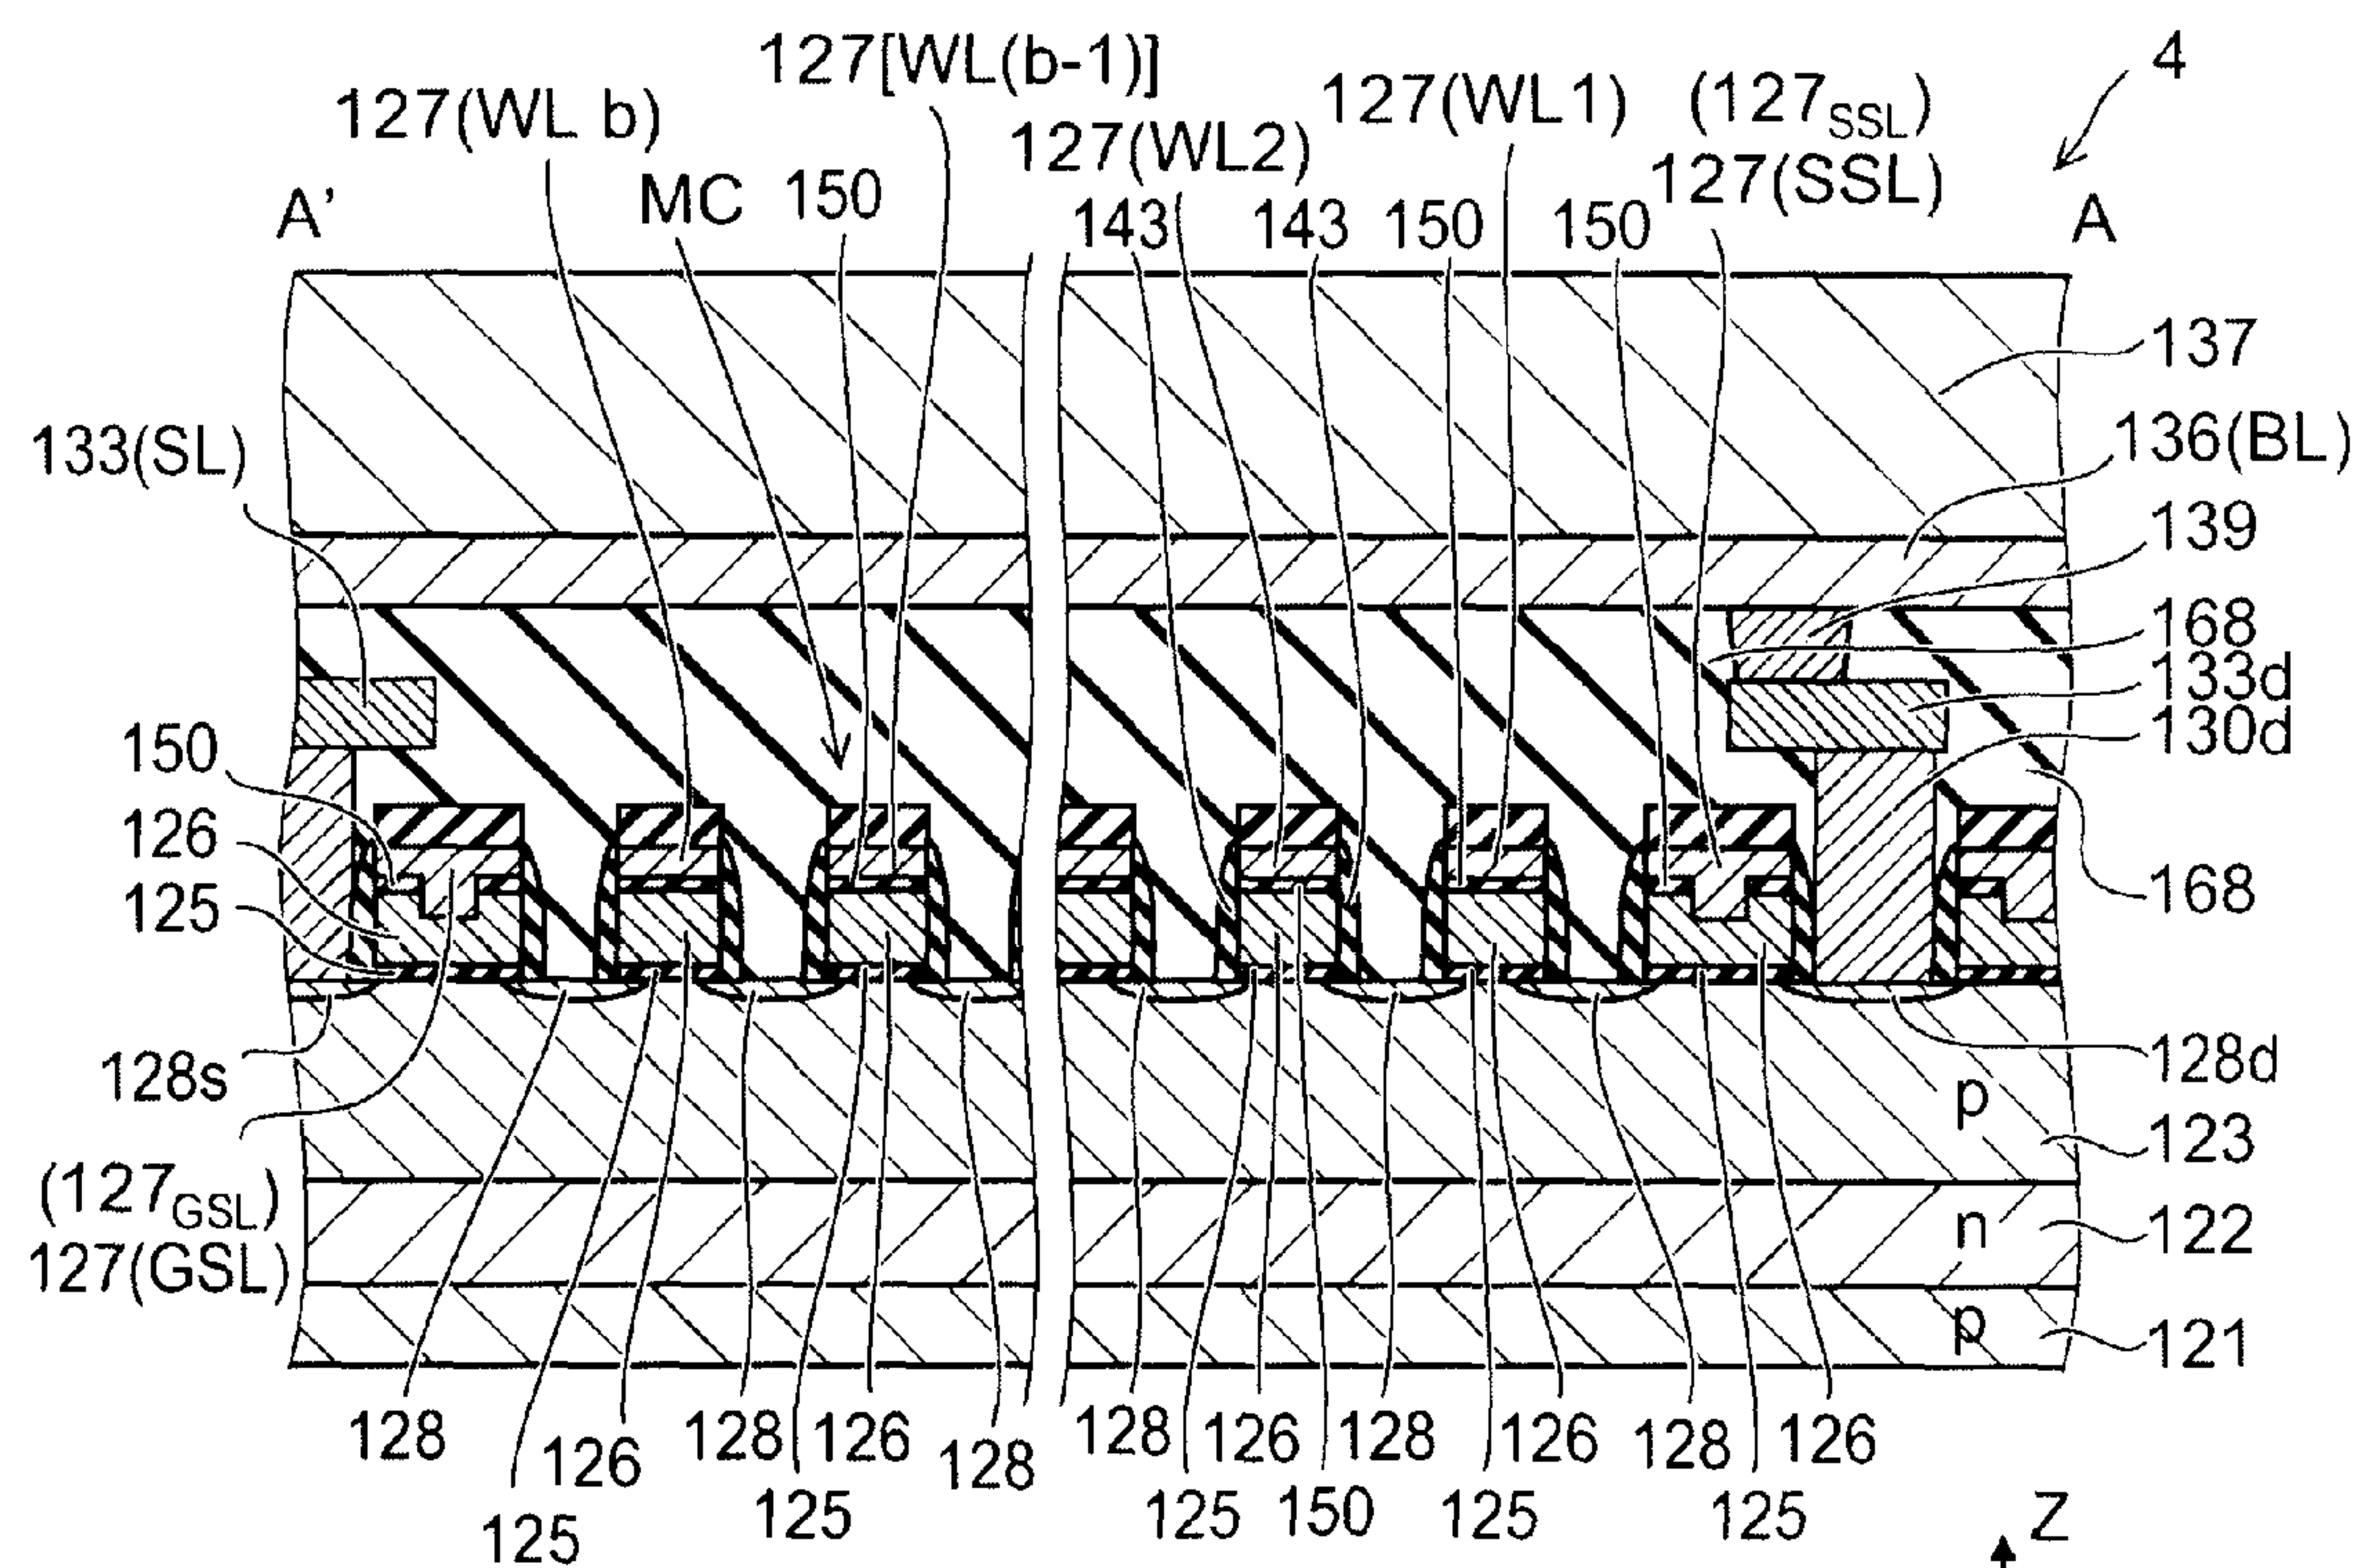 4
127[WL(b-1)]
127(WL b)
127(WL1)
(127SSL)
127(WL2)
127(SSL)
A’
MC
150
143
143
150
150
A
137
136(BL)
133(SL)
139
168
133d
130d
150
126
125
168
128s
128d
p
123
(127GSL)
127(GSL)
n
122
p
121
128
126
128
126
128
128
126
128
126
128
126
125
125
125
150
125
125
Z